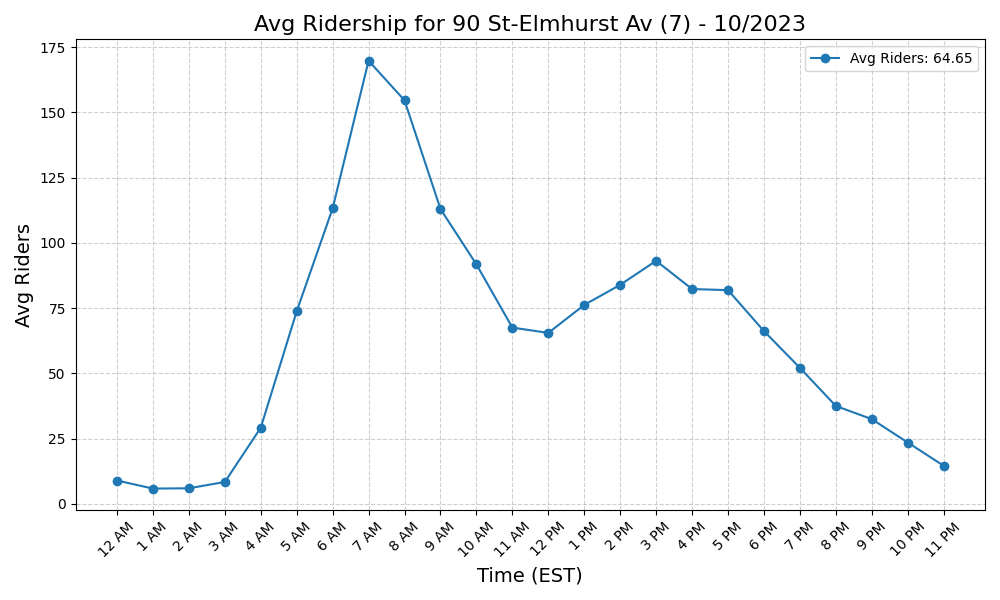 Avg Ridership for 90 St-Elmhurst Av (7) - 10/2023
Avg Riders: 64.65
Avg Riders
175
150
125
100
75
50
25
0
12 AM
1 AM
2 AM
3 AM
4 AM
5 AM
6 AM
7 AM
8 AM
9 AM
10 AM
11 AM
12 PM
1 PM
2 PM
3 PM
4 PM
5 PM
6 PM
7 PM
8 PM
9 PM
10 PM
11 PM
Time (EST)